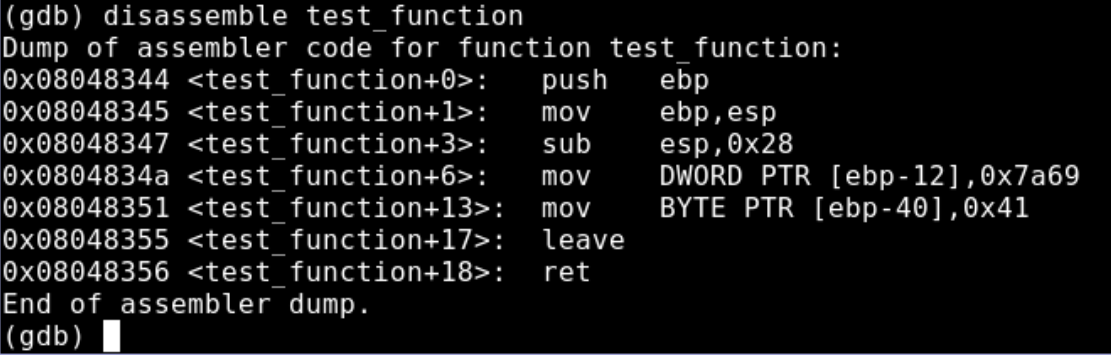 (gdb) disassemble test_function
Dump of assembler code for function test_function:
0x08048344 <test_function+0>:   push   ebp
0x08048345 <test_function+1>:   mov    ebp,esp
0x08048347 <test_function+3>:   sub    esp,0x28
0x0804834a <test_function+6>:   mov    DWORD PTR [ebp-12],0x7a69
0x08048351 <test_function+13>:  mov    BYTE PTR [ebp-40],0x41
0x08048355 <test_function+17>:  leave
0x08048356 <test_function+18>:  ret
End of assembler dump.
(gdb)